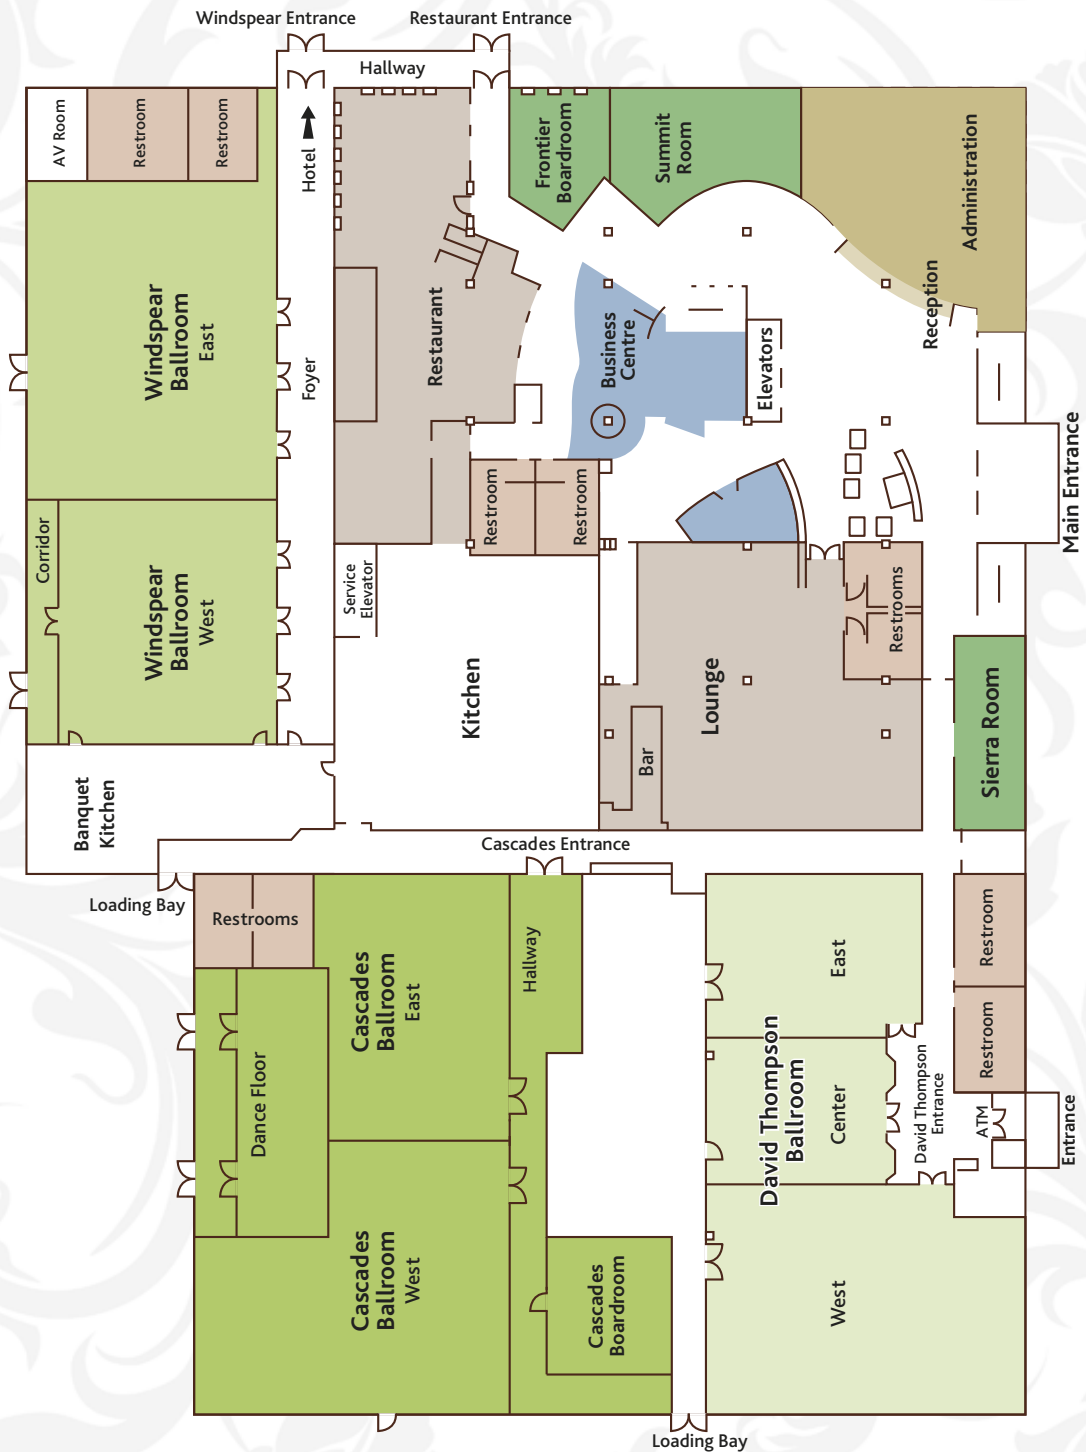 Windspear Entrance
Restaurant Entrance
Hallway
AV Room
Restroom
Restroom
Hotel
Frontier
Boardroom
Summit
Room
Administration
Reception
Windspear
Ballroom
East
Foyer
Restaurant
Business
Centre
Elevators
Main Entrance
Corridor
Windspear
Ballroom
West
Restroom
Restroom
Service
Elevator
Kitchen
Lounge
Bar
Restrooms
Sierra Room
Banquet
Kitchen
Cascades Entrance
Loading Bay
Restrooms
Cascades
Ballroom
East
Hallway
Dance Floor
East
David Thompson
Ballroom
Center
David Thompson
Entrance
Restroom
Restroom
ATM
Entrance
Cascades
Ballroom
West
Cascades
Boardroom
West
Loading Bay